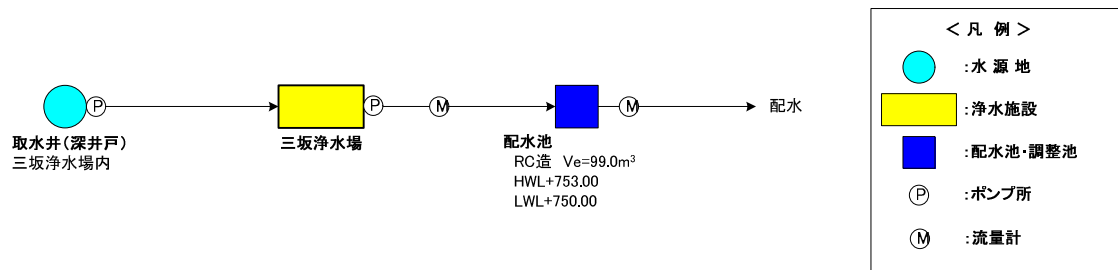 P
取水井(深井戸)
三坂浄水場内
P
三坂浄水場
M
配水池
RC造 Ve=99.0m³
HWL+753.00
LWL+750.00
M
配水
＜ 凡 例 ＞
:水 源 地
:浄水施設
:配水池・調整池
P :ポンプ所
M :流量計